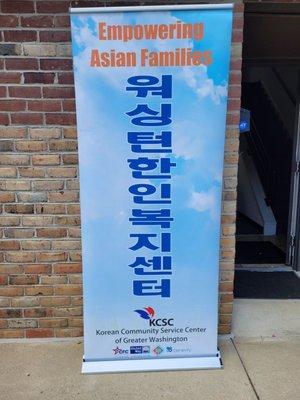 Empowering
Asian Families
워싱턴한인복지센터
KCSC
Korean Community Service Center
of Greater Washington
CFC